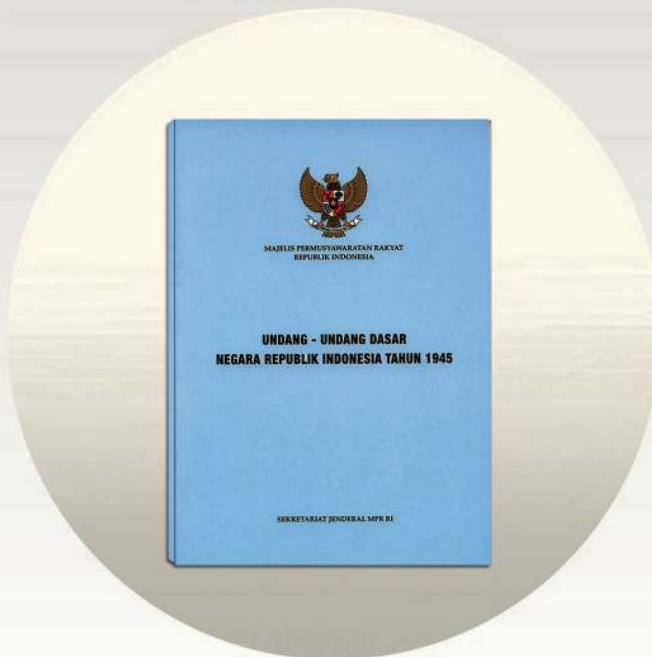 MAJELIS PERMUSYAWARATAN RAKYAT
REPUBLIK INDONESIA
UNDANG - UNDANG DASAR
NEGARA REPUBLIK INDONESIA TAHUN 1945
SEKRETARIAT JENDERAL MPR RI